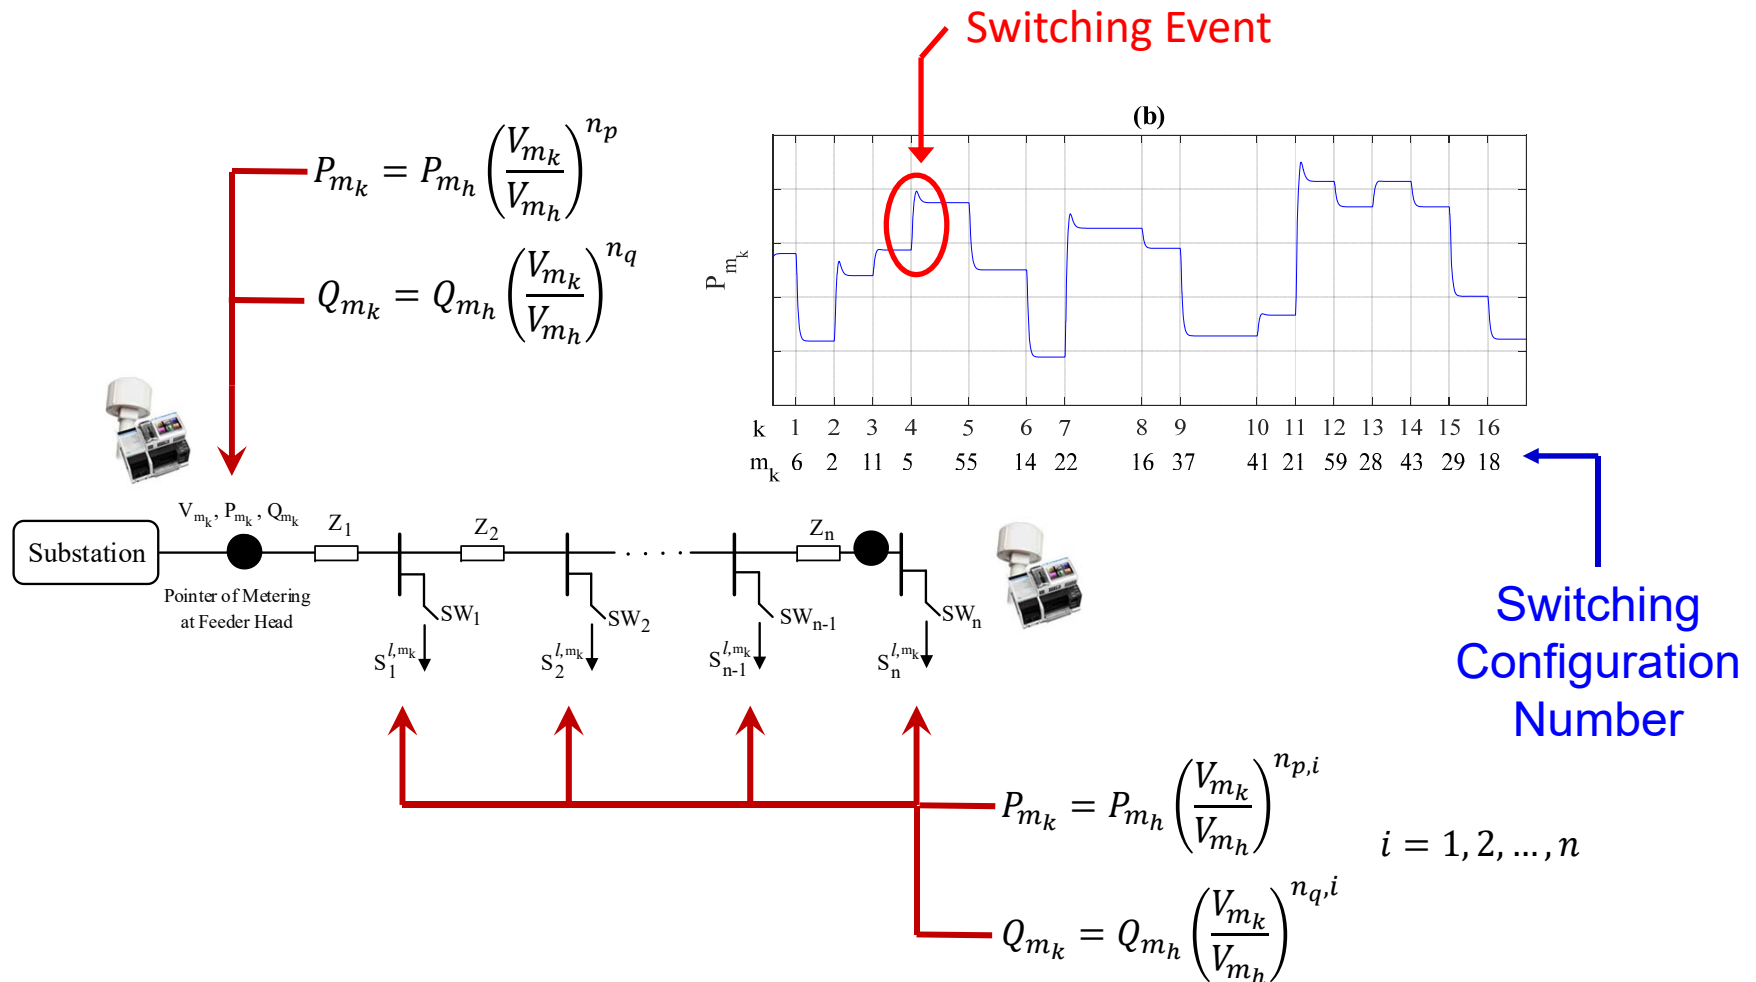 Switching Event
(b)
P_{m_k} = P_{m_h} (V_{m_k} / V_{m_h})^{n_p}
Q_{m_k} = Q_{m_h} (V_{m_k} / V_{m_h})^{n_q}
P_{m_k}
k 1 2 3 4 5 6 7 8 9 10 11 12 13 14 15 16
m_k 6 2 11 5 55 14 22 16 37 41 21 59 28 43 29 18
V_{m_k}, P_{m_k}, Q_{m_k}
Z_1 Z_2 . . . . . Z_n
Substation
Pointer of Metering
at Feeder Head
SW_1 SW_2 SW_{n-1} SW_n
S_1^{l,m_k} S_2^{l,m_k} S_{n-1}^{l,m_k} S_n^{l,m_k}
Switching
Configuration
Number
P_{m_k} = P_{m_h} (V_{m_k} / V_{m_h})^{n_{p,i}}
i = 1, 2, ..., n
Q_{m_k} = Q_{m_h} (V_{m_k} / V_{m_h})^{n_{q,i}}